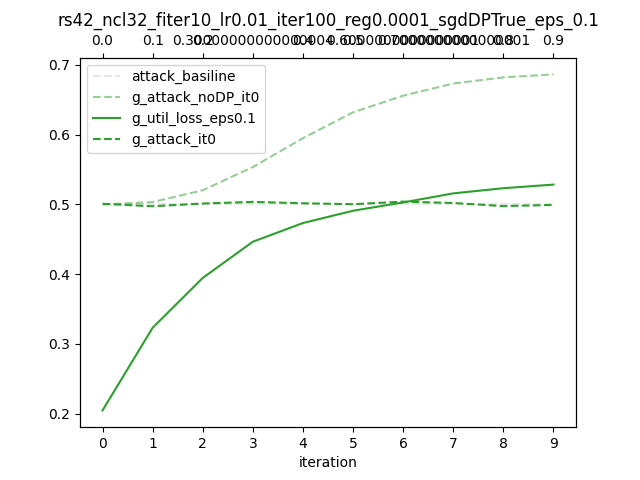 rs42_ncl32_fiter10_lr0.01_iter100_reg0.0001_sgdDPTrue_eps_0.1
0.0 0.1 0.9
0.7
0.6
0.5
0.4
0.3
0.2
attack_basiline
g_attack_noDP_it0
g_util_loss_eps0.1
g_attack_it0
0 1 2 3 4 5 6 7 8 9
iteration